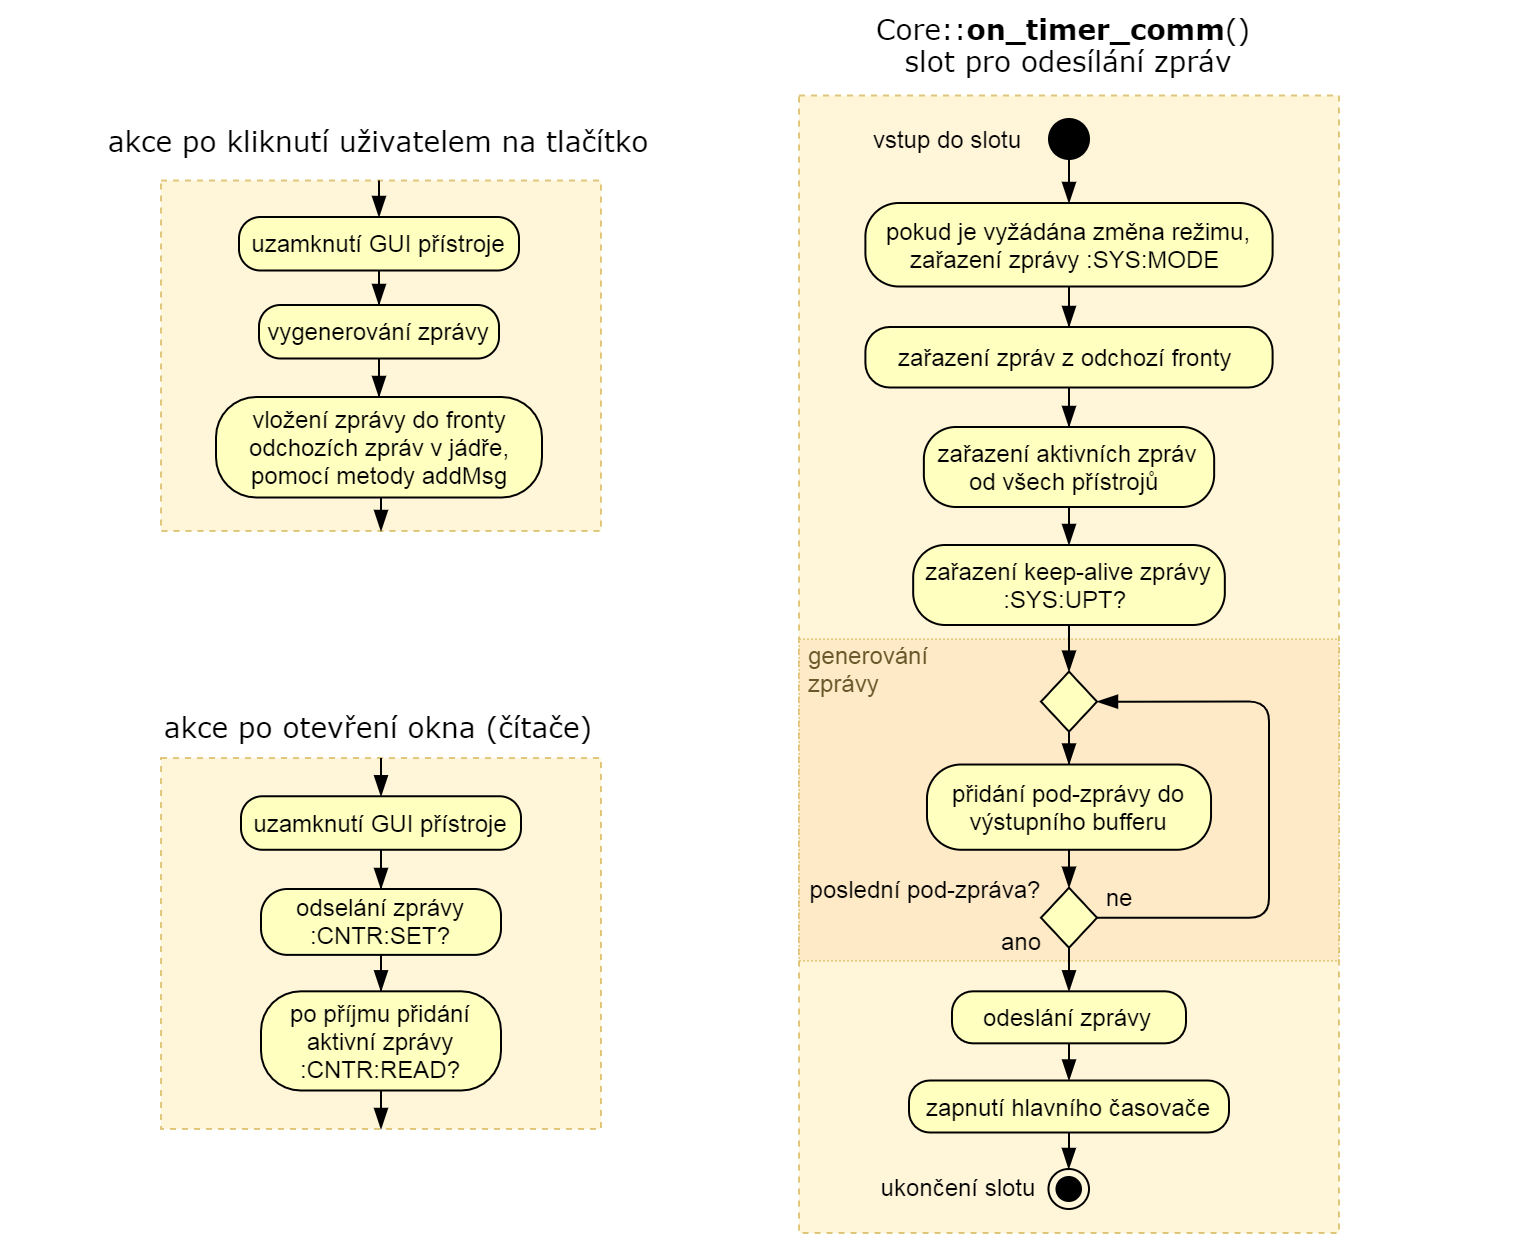 akce po kliknutí uživatelem na tlačítko
uzamknutí GUI přístroje
vygenerování zprávy
vložení zprávy do fronty
odchozích zpráv v jádře,
pomocí metody addMsg
akce po otevření okna (čítače)
uzamknutí GUI přístroje
odselání zprávy
:CNTR:SET?
po příjmu přidání
aktivní zprávy
:CNTR:READ?
Core::on_timer_comm()
slot pro odesílání zpráv
vstup do slotu
pokud je vyžádána změna režimu,
zařazení zprávy :SYS:MODE
zařazení zpráv z odchozí fronty
zařazení aktivních zpráv
od všech přístrojů
zařazení keep-alive zprávy
:SYS:UPT?
generování
zprávy
přidání pod-zprávy do
výstupního bufferu
poslední pod-zpráva?
ne
ano
odeslání zprávy
zapnutí hlavního časovače
ukončení slotu